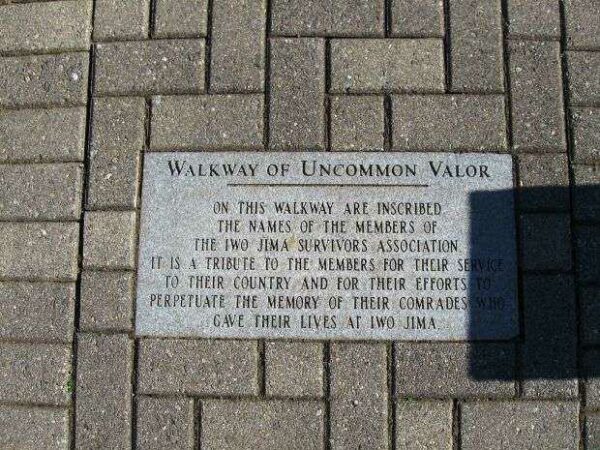 WALKWAY OF UNCOMMON VALOR
ON THIS WALKWAY ARE INSCRIBED
THE NAMES OF THE MEMBERS OF
THE IWO JIMA SURVIVORS ASSOCIATION
IT IS A TRIBUTE TO THE MEMBERS FOR THEIR SERVICE
TO THEIR COUNTRY AND FOR THEIR EFFORTS TO
PERPETUATE THE MEMORY OF THEIR COMRADES WHO
GAVE THEIR LIVES AT IWO JIMA